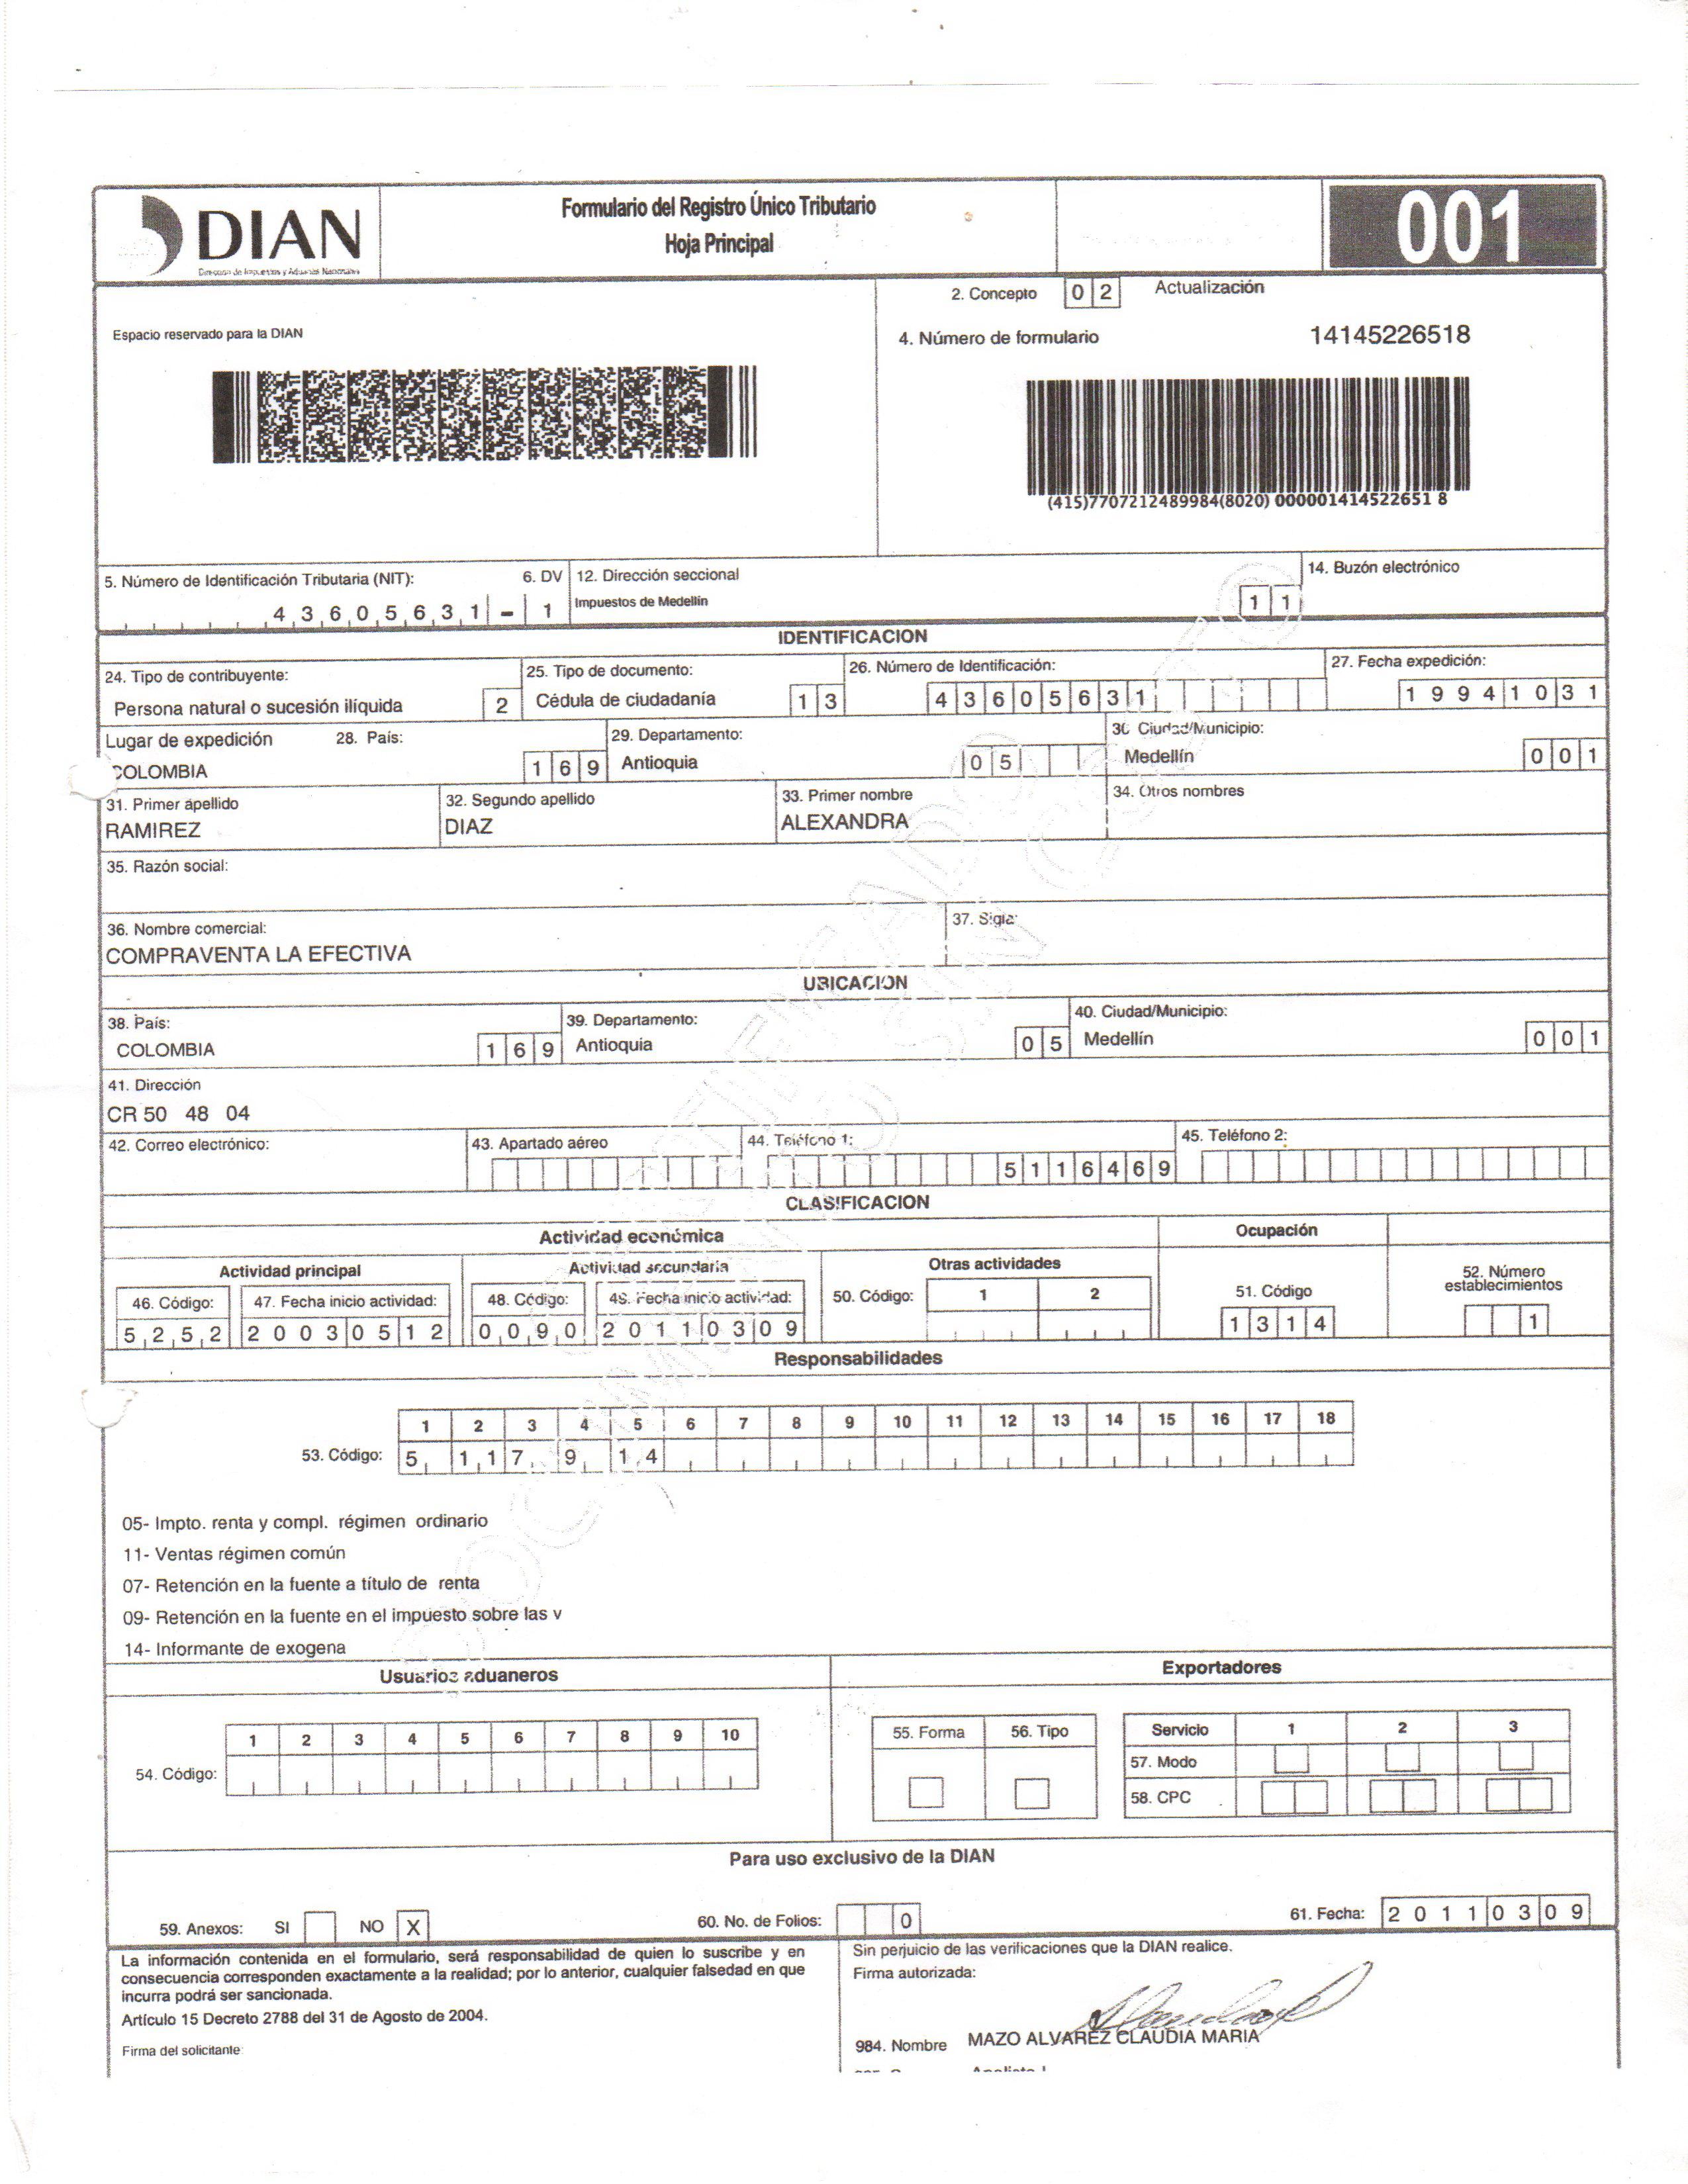 DIAN
Formulario del Registro Único Tributario
Hoja Principal
001
2. Concepto 0 2 Actualización
Espacio reservado para la DIAN
4. Número de formulario 14145226518
(415)7707212489984(8020) 000001414522651 8
5. Número de Identificación Tributaria (NIT): 6. DV 12. Dirección seccional 14. Buzón electrónico
4 3 6 0 5 6 3 1 - 1 Impuestos de Medellín 1 1
IDENTIFICACION
24. Tipo de contribuyente: 25. Tipo de documento: 26. Número de Identificación: 27. Fecha expedición:
Persona natural o sucesión ilíquida 2 Cédula de ciudadanía 1 3 4 3 6 0 5 6 3 1 1 9 9 4 1 0 3 1
Lugar de expedición 28. País: 29. Departamento: 30. Ciudad/Municipio:
COLOMBIA 1 6 9 Antioquia 0 5 Medellín 0 0 1
31. Primer apellido 32. Segundo apellido 33. Primer nombre 34. Otros nombres
RAMIREZ DIAZ ALEXANDRA
35. Razón social:
36. Nombre comercial: 37. Sigla:
COMPRAVENTA LA EFECTIVA
UBICACION
38. País: 39. Departamento: 40. Ciudad/Municipio:
COLOMBIA 1 6 9 Antioquia 0 5 Medellín 0 0 1
41. Dirección
CR 50 48 04
42. Correo electrónico: 43. Apartado aéreo 44. Teléfono 1: 45. Teléfono 2:
5 1 1 6 4 6 9
CLASIFICACION
Actividad económica Ocupación
Actividad principal Actividad secundaria Otras actividades
52. Número establecimientos
46. Código: 47. Fecha inicio actividad: 48. Código: 49. Fecha inicio actividad: 50. Código: 1 2 51. Código
5 2 5 2 2 0 0 3 0 5 1 2 0 0 9 0 2 0 1 1 0 3 0 9 1 3 1 4 1
Responsabilidades
1 2 3 4 5 6 7 8 9 10 11 12 13 14 15 16 17 18
53. Código: 5 1 1 7 9 1 4
05- Impto. renta y compl. régimen ordinario
11- Ventas régimen común
07- Retención en la fuente a título de renta
09- Retención en la fuente en el impuesto sobre las v
14- Informante de exogena
Usuarios aduaneros Exportadores
1 2 3 4 5 6 7 8 9 10 55. Forma 56. Tipo Servicio 1 2 3
54. Código: 57. Modo
58. CPC
Para uso exclusivo de la DIAN
59. Anexos: SI NO X 60. No. de Folios: 0 61. Fecha: 2 0 1 1 0 3 0 9
La información contenida en el formulario, será responsabilidad de quien lo suscribe y en
consecuencia corresponden exactamente a la realidad; por lo anterior, cualquier falsedad en que
incurra podrá ser sancionada.
Artículo 15 Decreto 2788 del 31 de Agosto de 2004.
Firma del solicitante:
Sin perjuicio de las verificaciones que la DIAN realice.
Firma autorizada:
984. Nombre MAZO ALVAREZ CLAUDIA MARIA